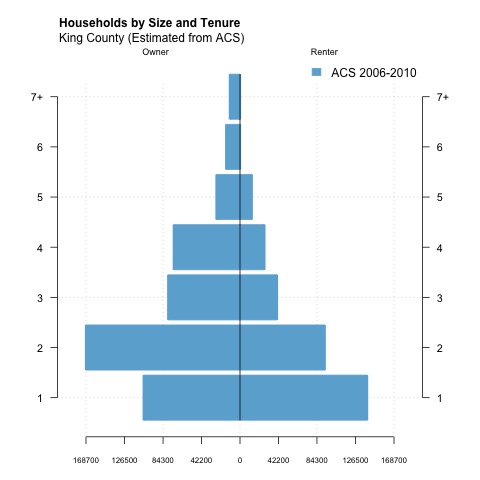 Households by Size and Tenure
King County (Estimated from ACS)
Owner Renter
ACS 2006-2010
7+ 7+
6 6
5 5
4 4
3 3
2 2
1 1
168700 126500 84300 42200 0 42200 84300 126500 168700